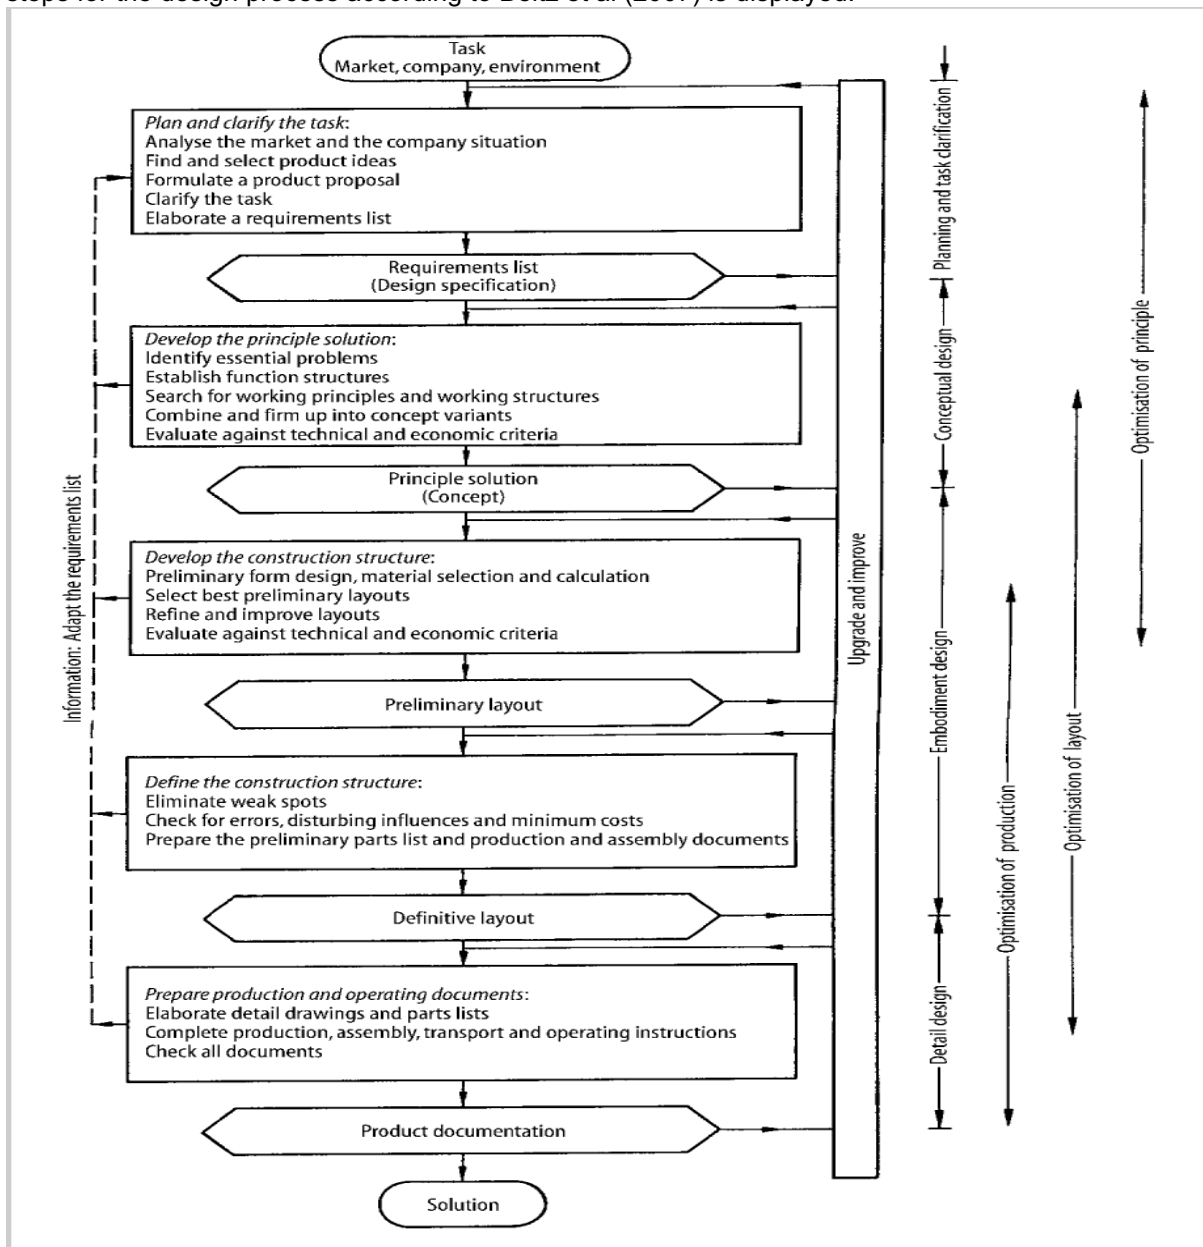 steps for the design process according to Beitz et al (2007) is displayed.
Task
Market, company, environment
Plan and clarify the task:
Analyse the market and the company situation
Find and select product ideas
Formulate a product proposal
Clarify the task
Elaborate a requirements list
Requirements list
(Design specification)
Develop the principle solution:
Identify essential problems
Establish function structures
Search for working principles and working structures
Combine and firm up into concept variants
Evaluate against technical and economic criteria
Principle solution
(Concept)
Develop the construction structure:
Preliminary form design, material selection and calculation
Select best preliminary layouts
Refine and improve layouts
Evaluate against technical and economic criteria
Preliminary layout
Define the construction structure:
Eliminate weak spots
Check for errors, disturbing influences and minimum costs
Prepare the preliminary parts list and production and assembly documents
Definitive layout
Prepare production and operating documents:
Elaborate detail drawings and parts lists
Complete production, assembly, transport and operating instructions
Check all documents
Product documentation
Solution
Information: Adapt the requirements list
Upgrade and improve
Planning and task clarification
Conceptual design
Embodiment design
Detail design
Optimisation of production
Optimisation of layout
Optimisation of principle